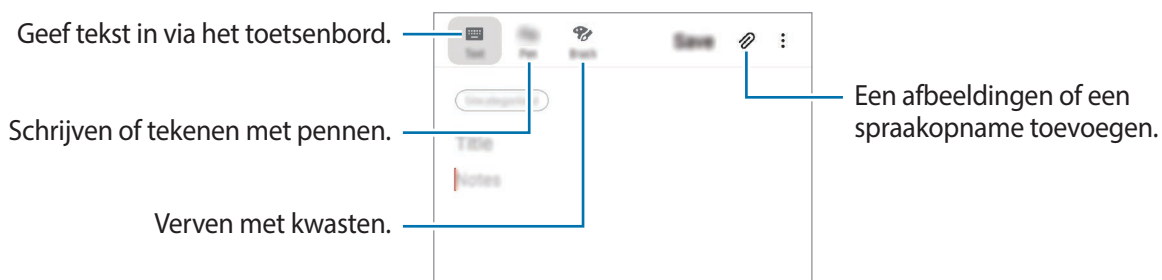 Geef tekst in via het toetsenbord.
Text
Pen
Brush
Save
Een afbeeldingen of een
spraakopname toevoegen.
Schrijven of tekenen met pennen.
Title
Notes
Verven met kwasten.